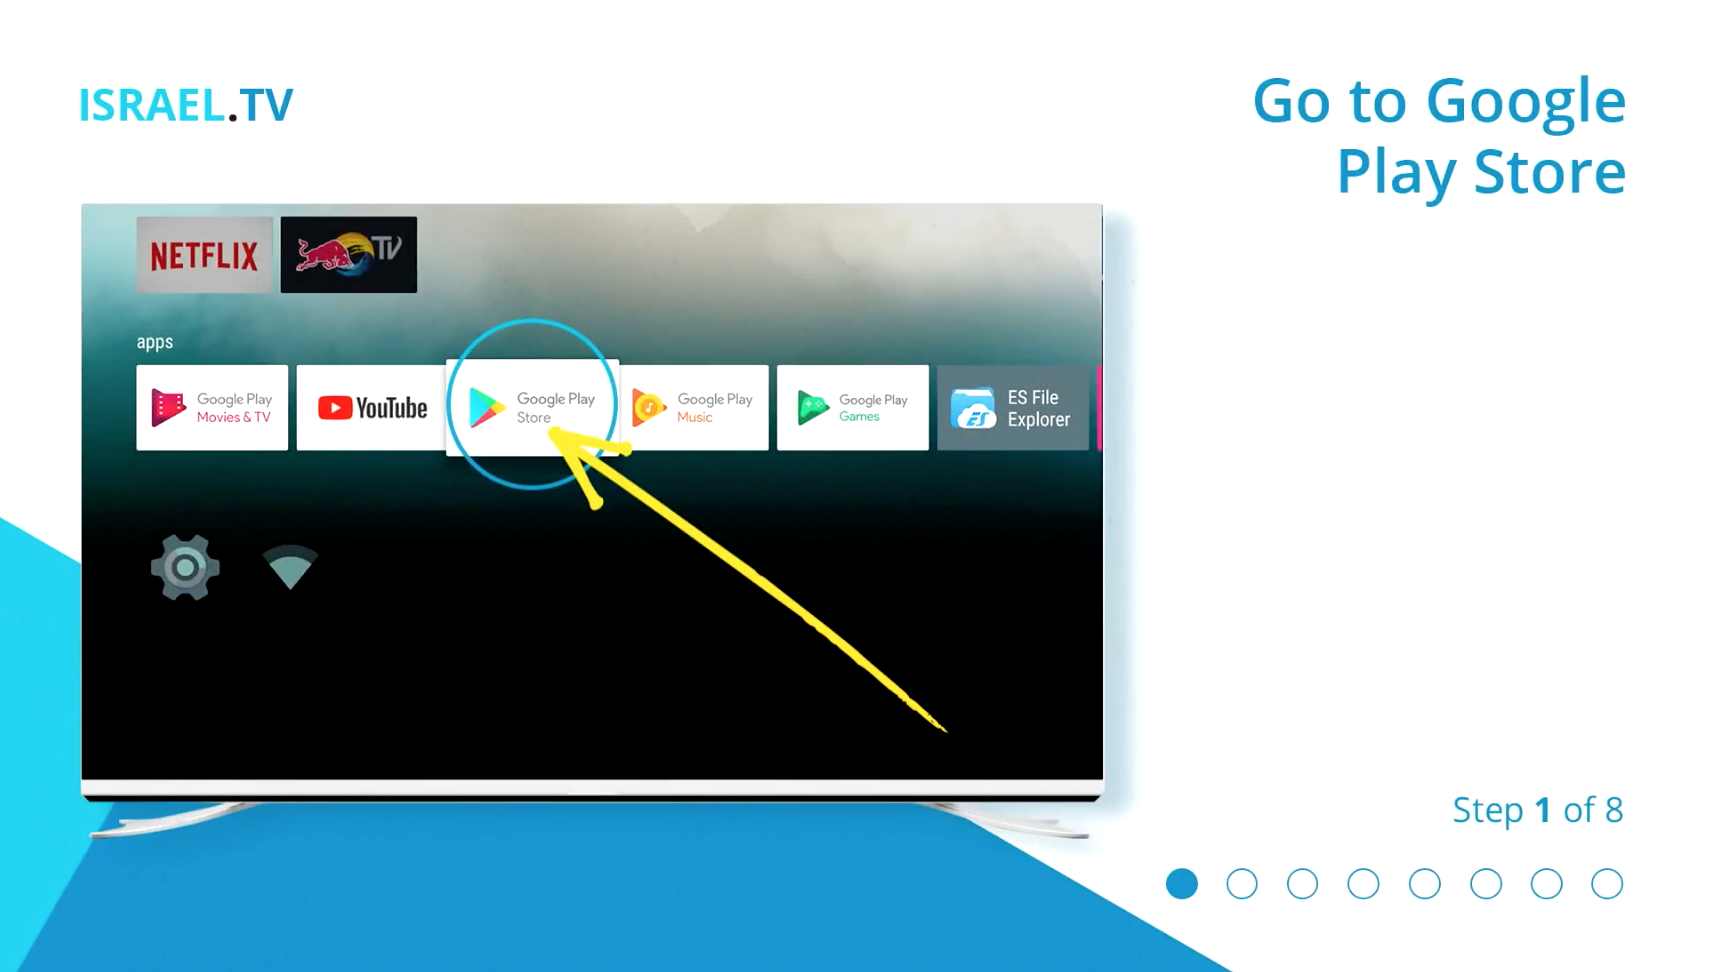 ISRAEL.TV
Go to Google
Play Store
NETFLIX
TV
apps
Google Play
Movies & TV
YouTube
Google Play
Store
Google Play
Music
Google Play
Games
ES
ES File
Explorer
Step 1 of 8